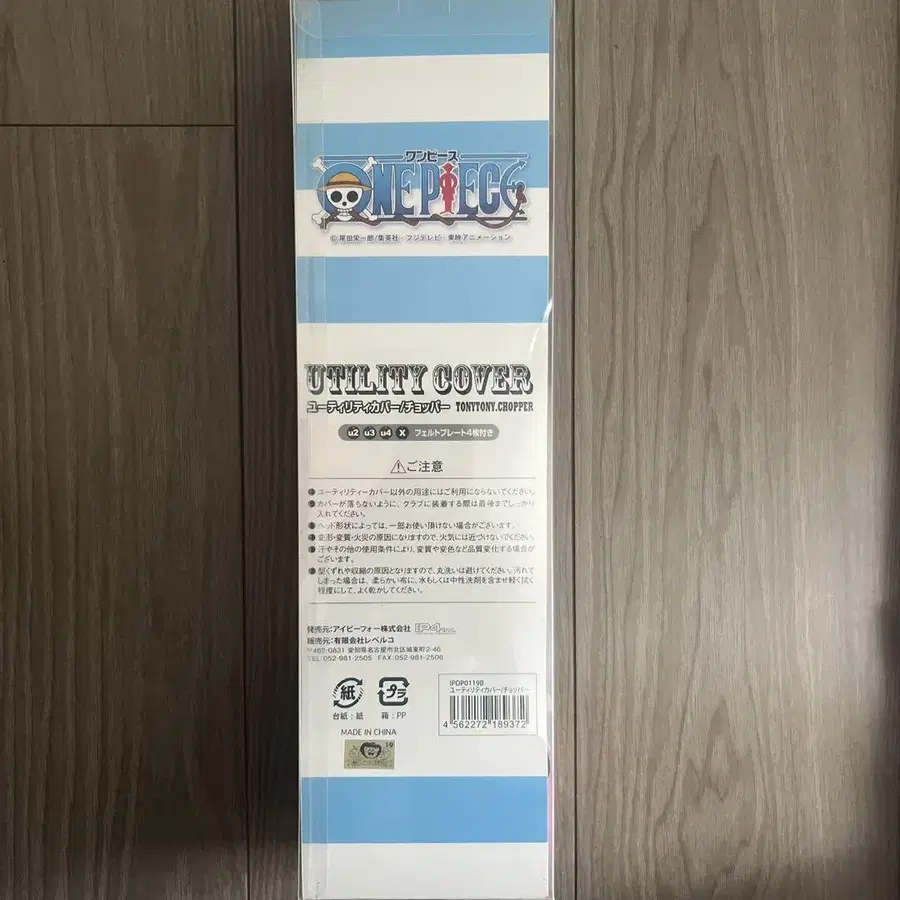 ワンピース
ONE PIECE
© 尾田栄一郎/集英社・フジテレビ・東映アニメーション
UTILITY COVER
ユーティリティカバー/チョッパー TONYTONY.CHOPPER
u2 u3 u4 X フェルトプレート4枚付き
⚠ご注意
●ユーティリティーカバー以外の用途にはご利用にならないでください。
●カバーが落ちないように、クラブに装着する際は最後までしっかり
入れてください。
●ヘッド形状によっては、一部お使い頂けない場合がございます。
●変形・変質・火災の原因になりますので、火気には近づけないでください。
●汗やその他の使用条件により、変質や変色など品質変化する場合が
ございます。
●型くずれや収縮の原因となりますので、丸洗いは避けてください。汚れて
しまった場合は、柔らかい布に、水もしくは中性洗剤を含ませ軽く拭く
程度にして、よく乾かしてください。
発売元:アイピーフォー株式会社 IP4
販売元:有限会社レベルコ
〒462-0831 愛知県名古屋市北区城東町2-46
TEL:052-981-2505 FAX:052-981-2506
紙 プラ
台紙:紙 箱:PP
MADE IN CHINA
IPOP0119B
ユーティリティカバー/チョッパー
4 562272 189372
19